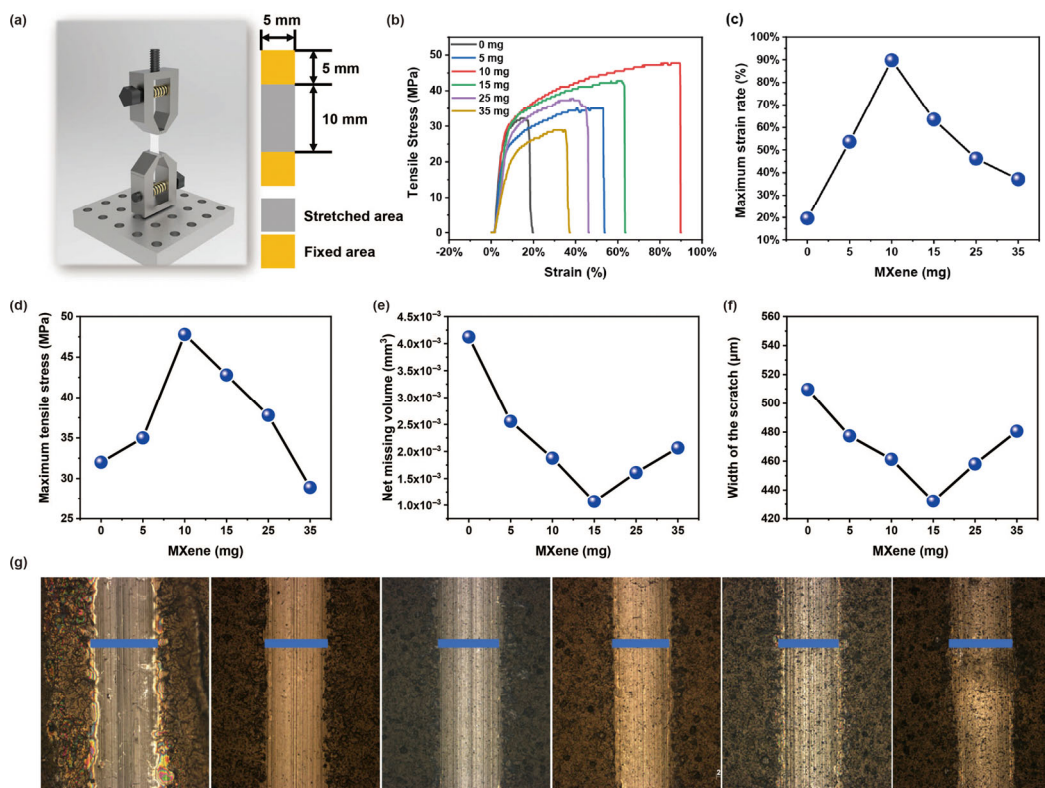 (a)
5 mm
5 mm
10 mm
Stretched area
Fixed area
(b)
Tensile Stress (MPa)
50
40
30
20
10
0
0 mg
5 mg
10 mg
15 mg
25 mg
35 mg
-20% 0% 20% 40% 60% 80% 100%
Strain (%)
(c)
Maximum strain rate (%)
100%
90%
80%
70%
60%
50%
40%
30%
20%
10%
0 5 10 15 25 35
MXene (mg)
(d)
Maximum tensile stress (MPa)
50
45
40
35
30
25
0 5 10 15 25 35
MXene (mg)
(e)
Net missing volume (mm³)
4.5x10⁻³
4.0x10⁻³
3.5x10⁻³
3.0x10⁻³
2.5x10⁻³
2.0x10⁻³
1.5x10⁻³
1.0x10⁻³
0 5 10 15 25 35
MXene (mg)
(f)
Width of the scratch (μm)
560
540
520
500
480
460
440
420
0 5 10 15 25 35
MXene (mg)
(g)
2